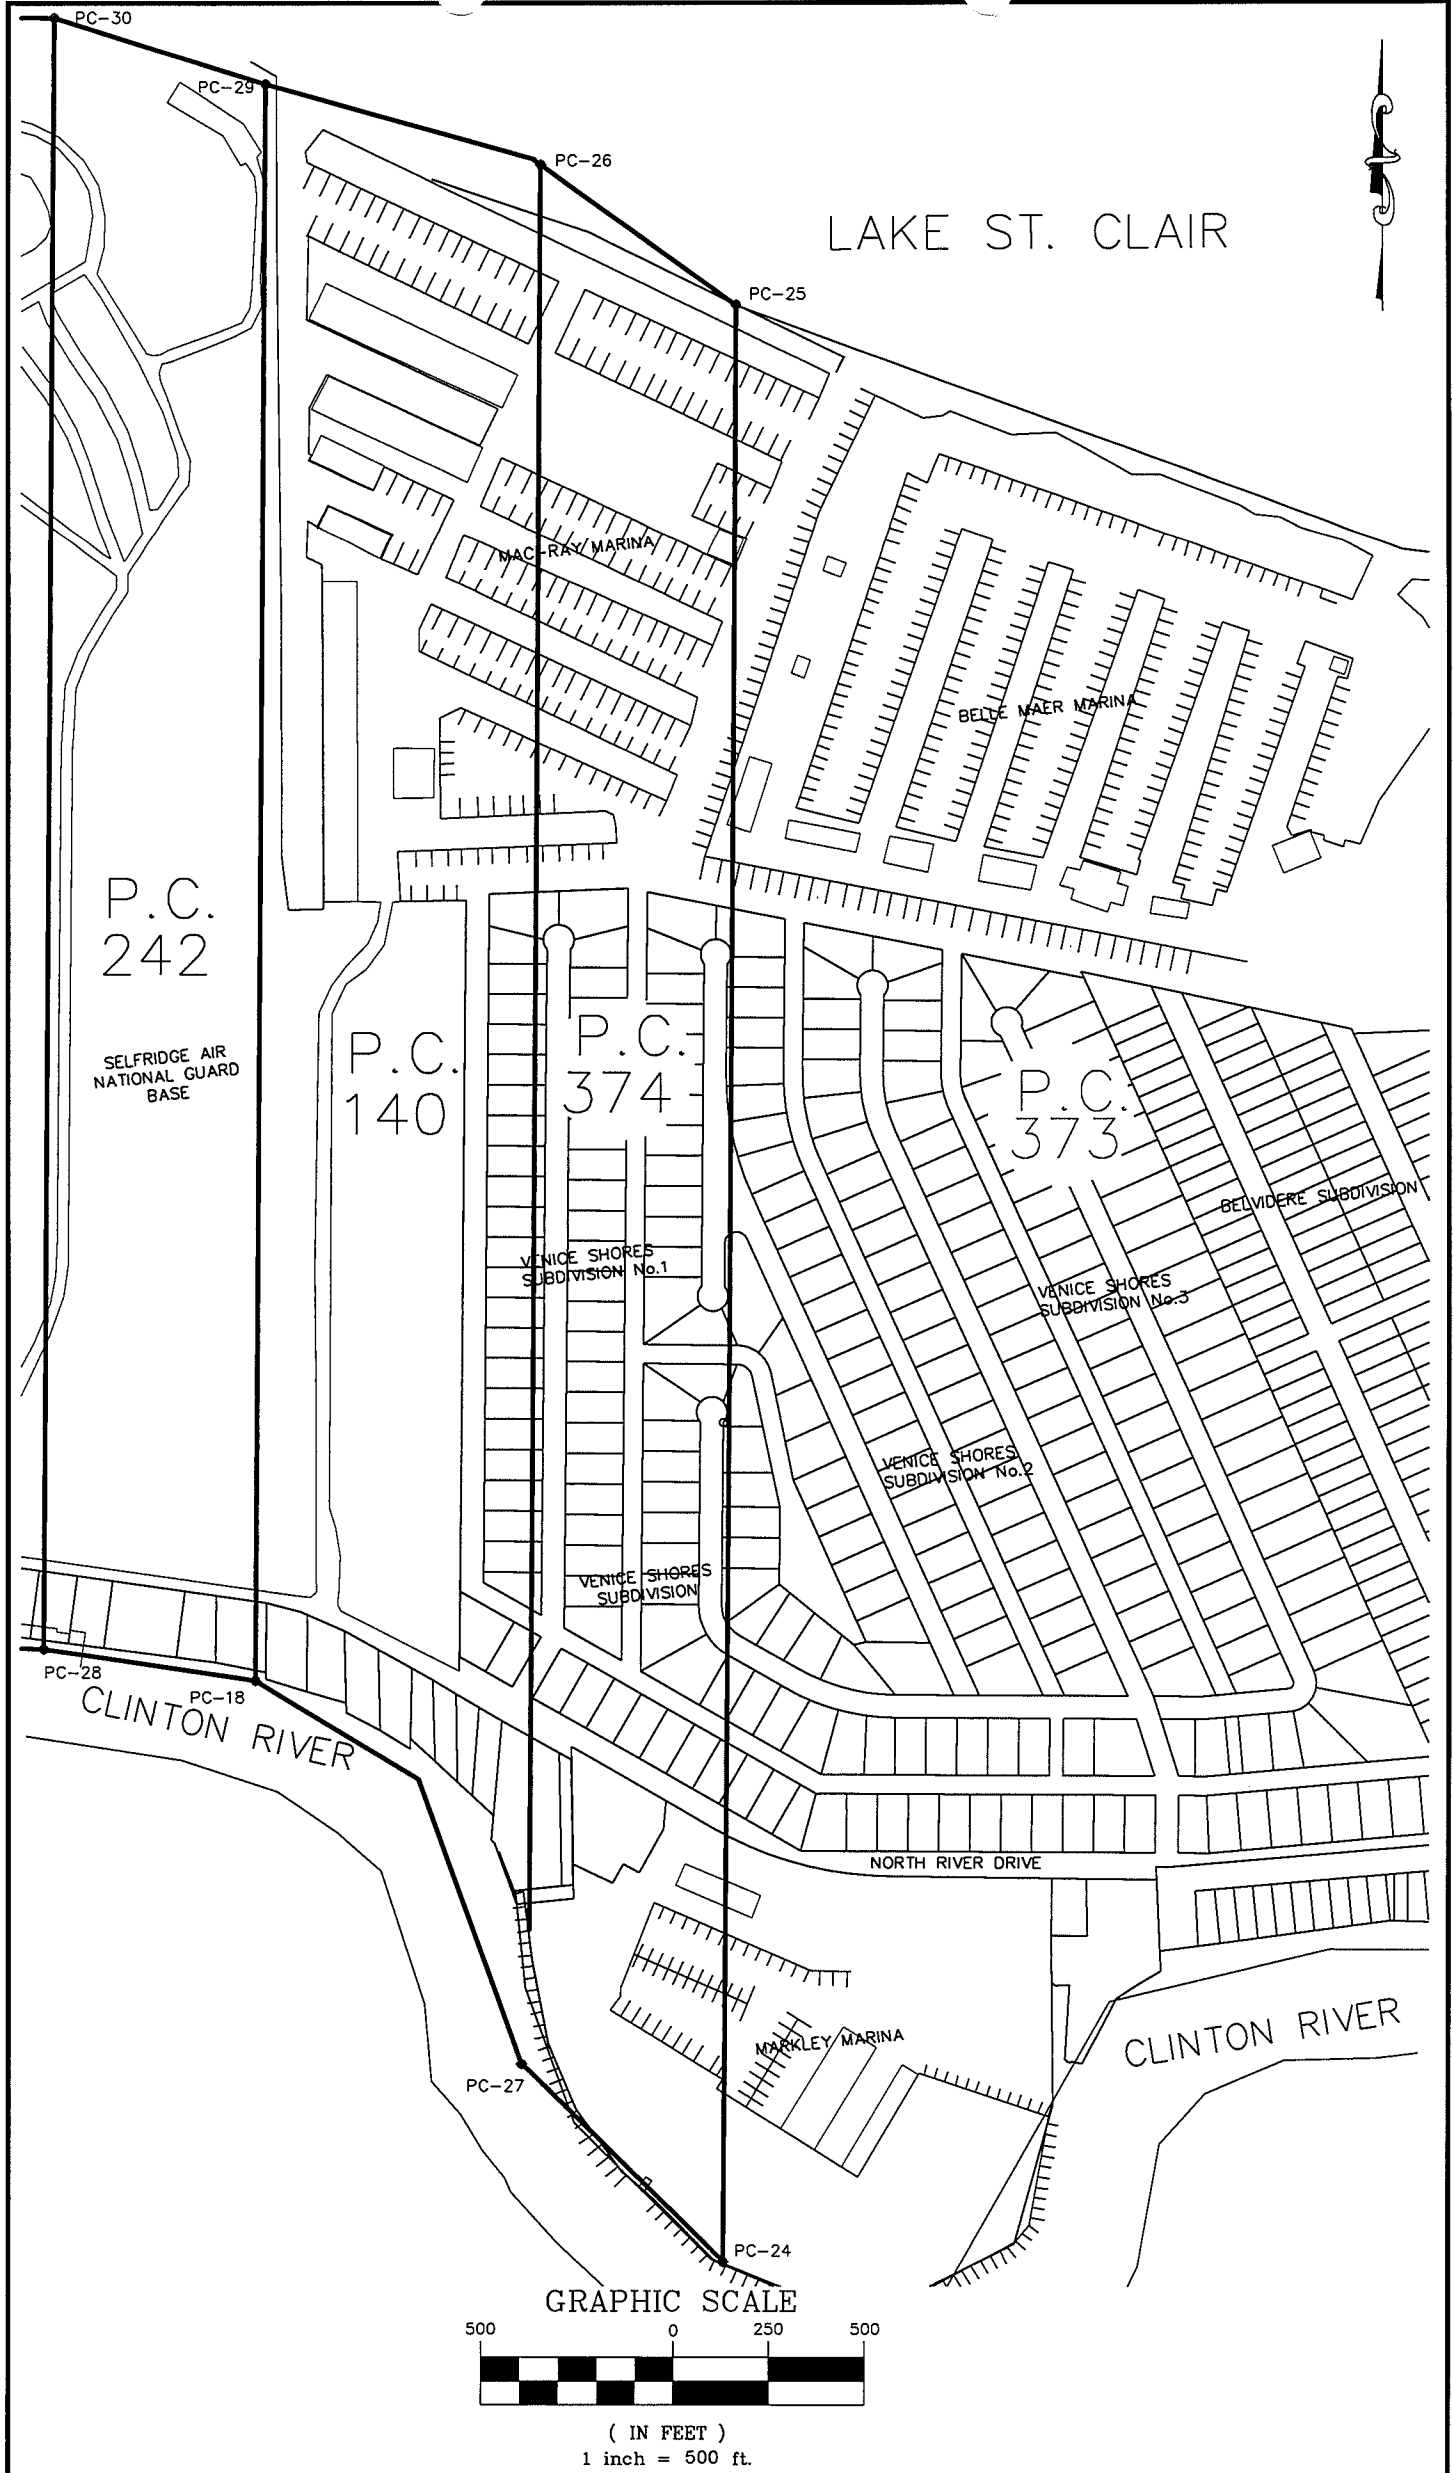 PC-30
PC-29
PC-26
LAKE ST. CLAIR
PC-25
MAC-RAY MARINA
BELLE MAER MARINA
P.C.
242
SELFRIDGE AIR
NATIONAL GUARD
BASE
P.C.
140
P.C.
374
P.C.
373
BELVIDERE SUBDIVISION
VENICE SHORES
SUBDIVISION No.1
VENICE SHORES
SUBDIVISION No.3
VENICE SHORES
SUBDIVISION No.2
VENICE SHORES
SUBDIVISION
PC-28
PC-18
CLINTON RIVER
NORTH RIVER DRIVE
MARKLEY MARINA
CLINTON RIVER
PC-27
PC-24
GRAPHIC SCALE
500 0 250 500
( IN FEET )
1 inch = 500 ft.